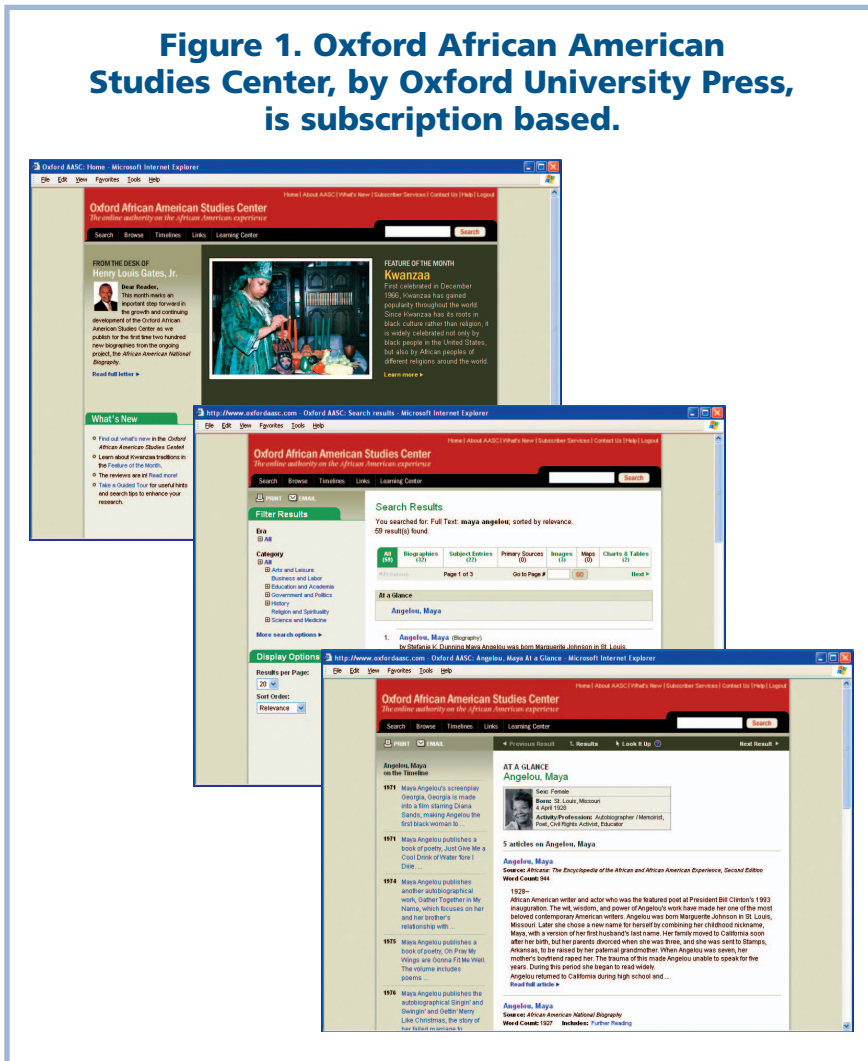 Figure 1. Oxford African American
Studies Center, by Oxford University Press,
is subscription based.
Oxford AASC: Home - Microsoft Internet Explorer
File Edit View Favorites Tools Help
Home | About AASC | What's New | Subscriber Services | Contact Us | Help | Logout
Oxford African American Studies Center
The online authority on the African American experience
Search Browse Timelines Links Learning Center
Search
FROM THE DESK OF
Henry Louis Gates, Jr.
Dear Reader,
This month marks an
important step forward in
the growth and continuing
development of the Oxford African
American Studies Center as we
publish for the first time two hundred
new biographies from the ongoing
project, the African American National
Biography.
Read full letter
FEATURE OF THE MONTH
Kwanzaa
First celebrated in December
1966, Kwanzaa has gained
popularity throughout the world.
Since Kwanzaa has its roots in
black culture rather than religion, it
is widely celebrated not only by
black people in the United States,
but also by African peoples of
different religions around the world.
Learn more
What's New
Find out what's new in the Oxford
African American Studies Center!
Learn about Kwanzaa traditions in
the Feature of the Month.
The reviews are in! Read more!
Take a Guided Tour for useful hints
and search tips to enhance your
research.
http://www.oxfordaasc.com - Oxford AASC: Search results - Microsoft Internet Explorer
File Edit View Favorites Tools Help
Home | About AASC | What's New | Subscriber Services | Contact Us | Help | Logout
Oxford African American Studies Center
The online authority on the African American experience
Search Browse Timelines Links Learning Center
Search
PRINT EMAIL
Filter Results
Era
All
Category
All
Arts and Leisure
Business and Labor
Education and Academia
Government and Politics
History
Religion and Spirituality
Science and Medicine
More search options
Display Options
Results per Page:
20
Sort Order:
Relevance
Search Results
You searched for: Full Text: maya angelou; sorted by relevance.
59 result(s) found.
All (59) Biographies (32) Subject Entries (22) Primary Sources (0) Images (3) Maps (0) Charts & Tables (2)
Page 1 of 3 Go to Page # GO Next
At a Glance
Angelou, Maya
1. Angelou, Maya (Biography)
by Stefanie K. Dunning Maya Angelou was born Marguerite Johnson in St. Louis,
http://www.oxfordaasc.com - Oxford AASC: Angelou, Maya At a Glance - Microsoft Internet Explorer
File Edit View Favorites Tools Help
Home | About AASC | What's New | Subscriber Services | Contact Us | Help | Logout
Oxford African American Studies Center
The online authority on the African American experience
Search Browse Timelines Links Learning Center
Search
PRINT EMAIL
Previous Result Results Look It Up Next Result
Angelou, Maya
on the Timeline
1971 Maya Angelou's screenplay
Georgia, Georgia is made
into a film starring Diana
Sands, making Angelou the
first black woman to ...
1971 Maya Angelou publishes a
book of poetry, Just Give Me a
Cool Drink of Water 'fore I
Diiie. ...
1974 Maya Angelou publishes
another autobiographical
work, Gather Together in My
Name, which focuses on her
and her brother's
relationship with ...
1975 Maya Angelou publishes a
book of poetry, Oh Pray My
Wings are Gonna Fit Me Well.
The volume includes
poems ...
1976 Maya Angelou publishes the
autobiographical Singin' and
Swingin' and Gettin' Merry
Like Christmas, the story of
her failed marriage to
AT A GLANCE
Angelou, Maya
Sex: Female
Born: St. Louis, Missouri
4 April 1928
Activity/Profession: Autobiographer / Memoirist,
Poet, Civil Rights Activist, Educator
5 articles on Angelou, Maya
Angelou, Maya
Source: Africana: The Encyclopedia of the African and African American Experience, Second Edition
Word Count: 944
1928–
African American writer and actor who was the featured poet at President Bill Clinton's 1993
inauguration. The wit, wisdom, and power of Angelou's work have made her one of the most
beloved contemporary American writers. Angelou was born Marguerite Johnson in St. Louis,
Missouri. Later she chose a new name for herself by combining her childhood nickname,
Maya, with a version of her first husband's last name. Her family moved to California soon
after her birth, but her parents divorced when she was three, and she was sent to Stamps,
Arkansas, to be raised by her paternal grandmother. When Angelou was seven, her
mother's boyfriend raped her. The trauma of this made Angelou unable to speak for five
years. During this period she began to read widely.
Angelou returned to California during high school and ...
Read full article
Angelou, Maya
Source: African American National Biography
Word Count: 1927 Includes: Further Reading